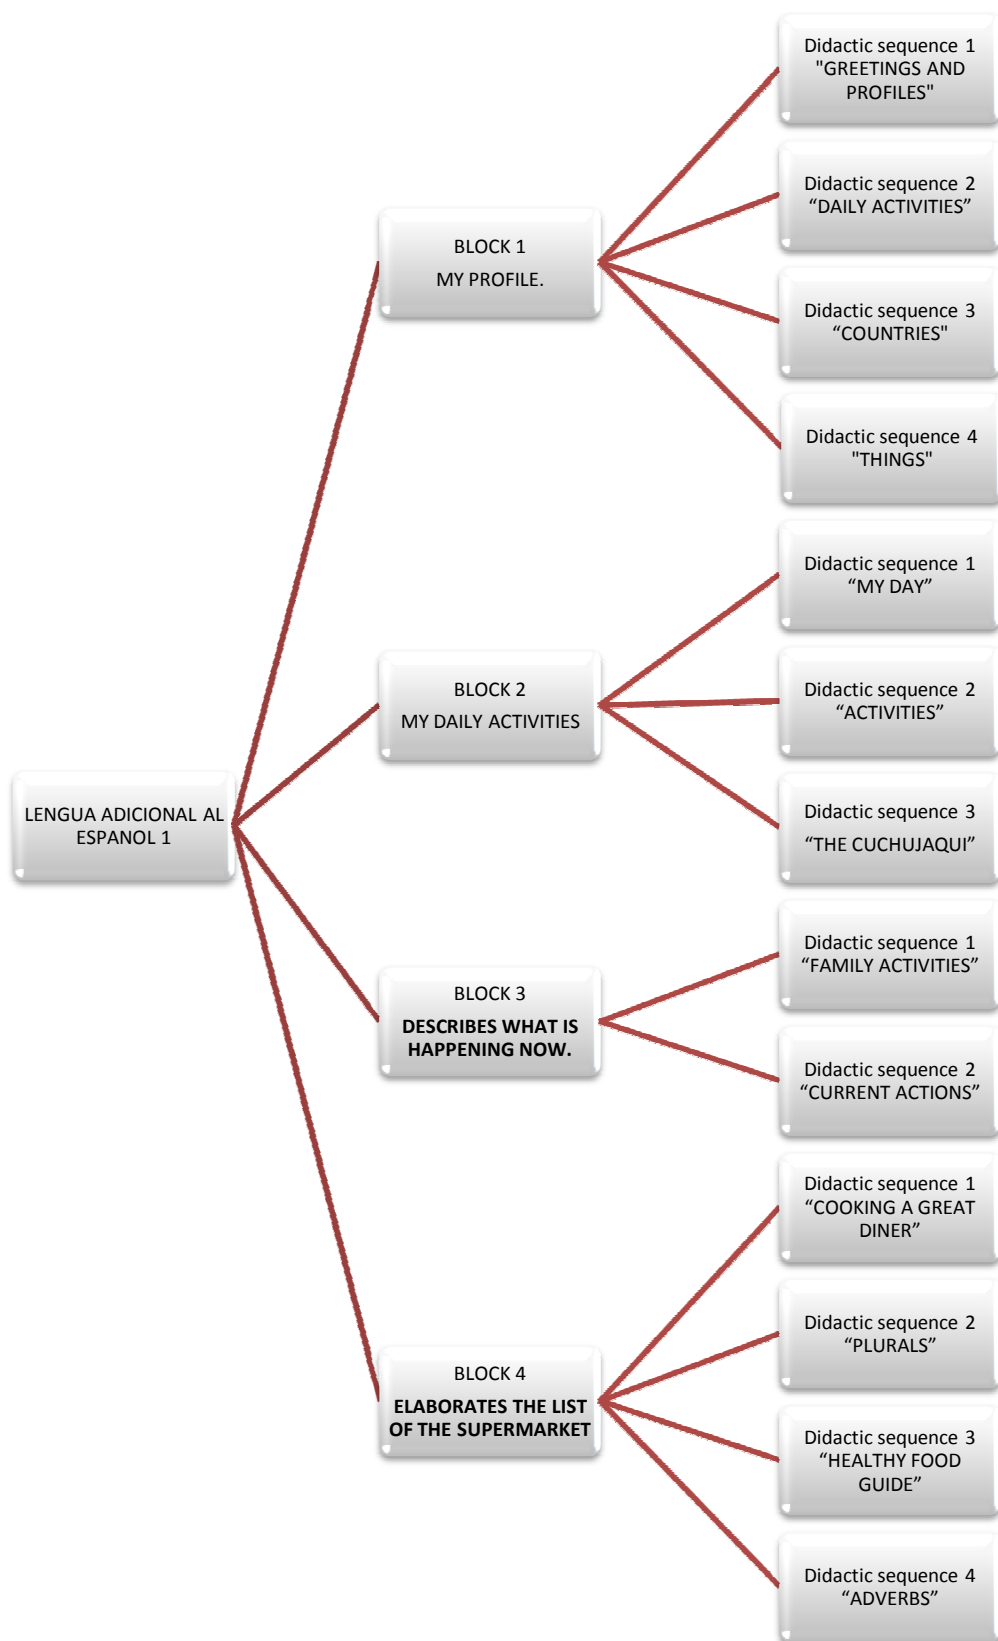 LENGUA ADICIONAL AL
ESPANOL 1
BLOCK 1
MY PROFILE.
Didactic sequence 1
"GREETINGS AND
PROFILES"
Didactic sequence 2
“DAILY ACTIVITIES”
Didactic sequence 3
“COUNTRIES"
Didactic sequence 4
"THINGS"
BLOCK 2
MY DAILY ACTIVITIES
Didactic sequence 1
“MY DAY”
Didactic sequence 2
“ACTIVITIES”
Didactic sequence 3
“THE CUCHUJAQUI”
BLOCK 3
DESCRIBES WHAT IS
HAPPENING NOW.
Didactic sequence 1
“FAMILY ACTIVITIES”
Didactic sequence 2
“CURRENT ACTIONS”
BLOCK 4
ELABORATES THE LIST
OF THE SUPERMARKET
Didactic sequence 1
“COOKING A GREAT
DINER”
Didactic sequence 2
“PLURALS”
Didactic sequence 3
“HEALTHY FOOD
GUIDE”
Didactic sequence 4
“ADVERBS”